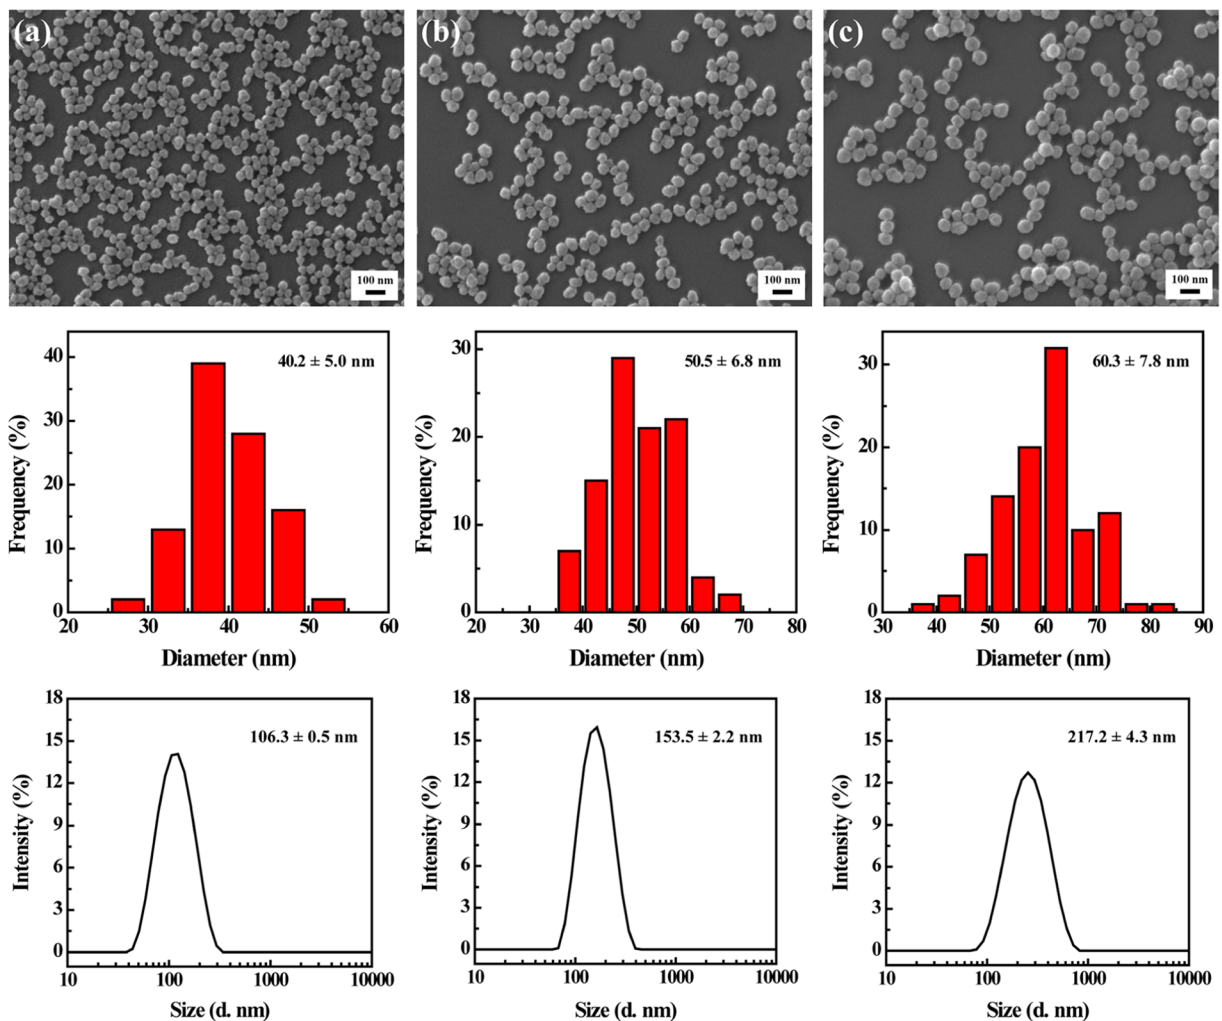 (a)
(b)
(c)
100 nm
100 nm
100 nm
40.2 ± 5.0 nm
40
30
20
10
0
Frequency (%)
20 30 40 50 60
Diameter (nm)
50.5 ± 6.8 nm
30
20
10
0
Frequency (%)
20 30 40 50 60 70 80
Diameter (nm)
60.3 ± 7.8 nm
30
20
10
0
Frequency (%)
30 40 50 60 70 80 90
Diameter (nm)
106.3 ± 0.5 nm
18
15
12
9
6
3
0
Intensity (%)
10 100 1000 10000
Size (d. nm)
153.5 ± 2.2 nm
18
15
12
9
6
3
0
Intensity (%)
10 100 1000 10000
Size (d. nm)
217.2 ± 4.3 nm
18
15
12
9
6
3
0
Intensity (%)
10 100 1000 10000
Size (d. nm)